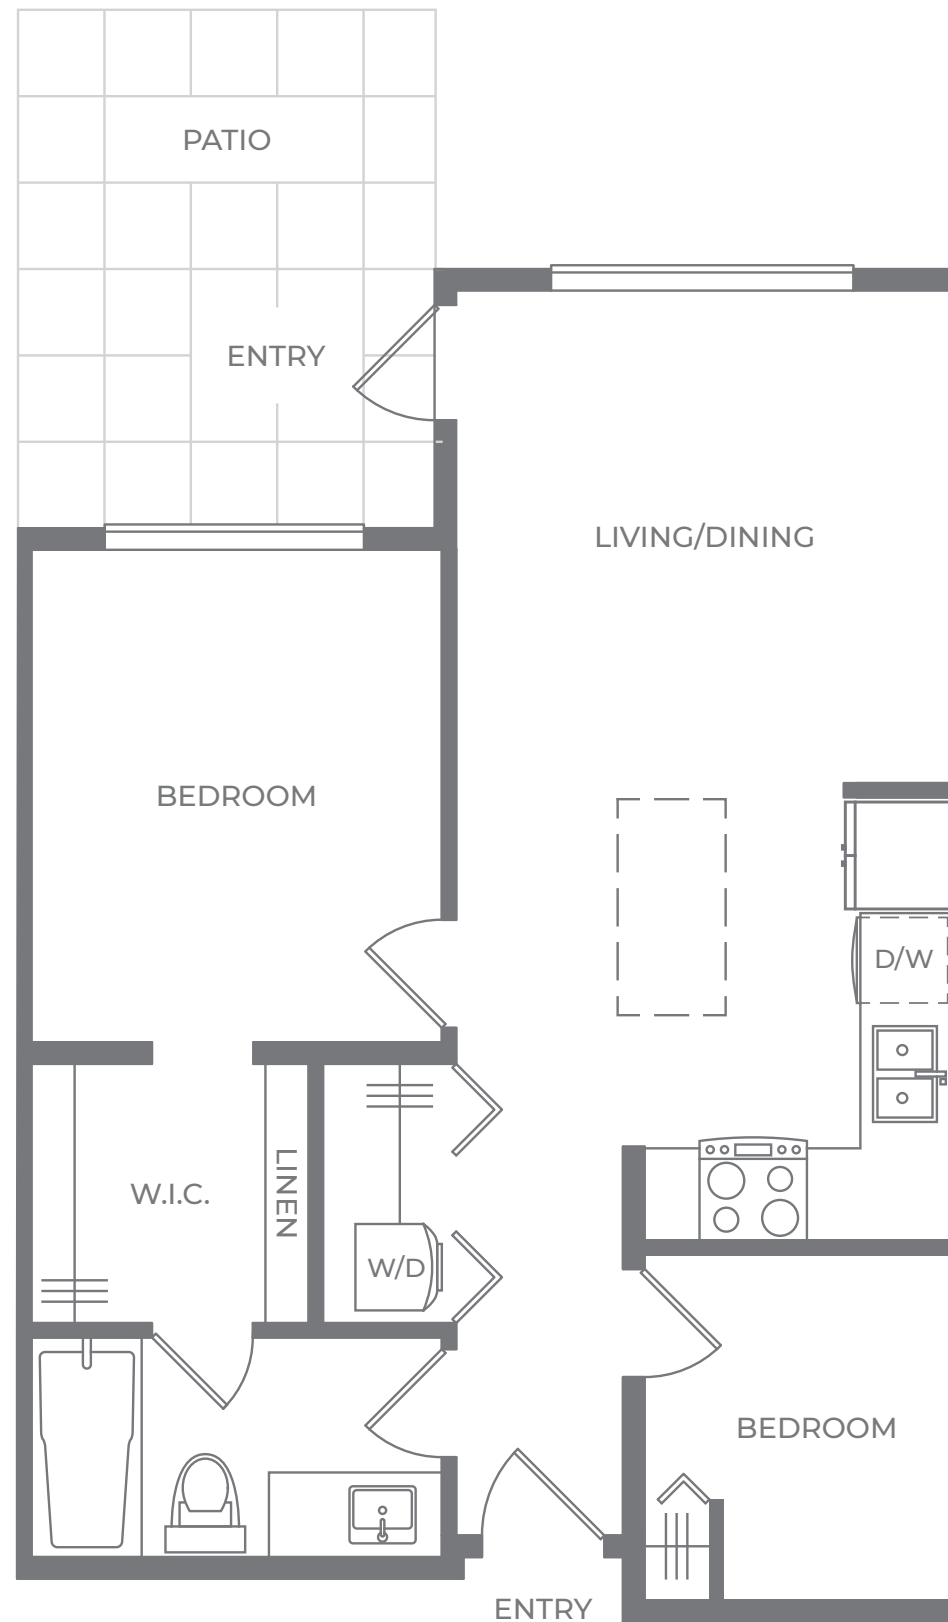 PATIO
ENTRY
LIVING/DINING
BEDROOM
D/W
LINEN
W.I.C.
W/D
BEDROOM
ENTRY